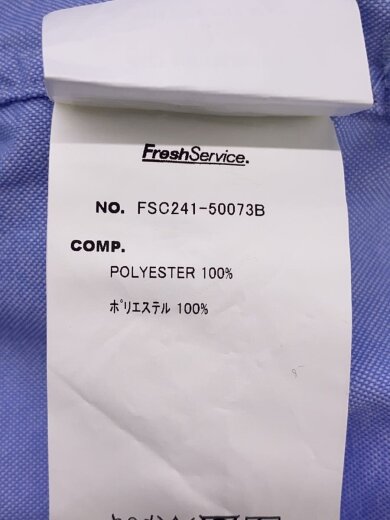 FreshService.
NO. FSC241-50073B
COMP.
POLYESTER 100%
ﾎﾟﾘｴｽﾃﾙ 100%